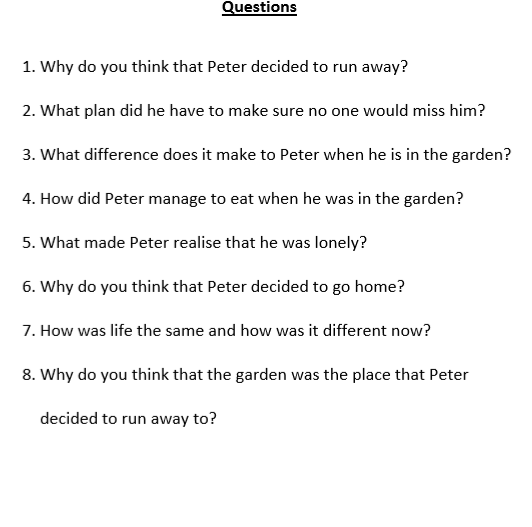 Questions
1. Why do you think that Peter decided to run away?
2. What plan did he have to make sure no one would miss him?
3. What difference does it make to Peter when he is in the garden?
4. How did Peter manage to eat when he was in the garden?
5. What made Peter realise that he was lonely?
6. Why do you think that Peter decided to go home?
7. How was life the same and how was it different now?
8. Why do you think that the garden was the place that Peter
decided to run away to?